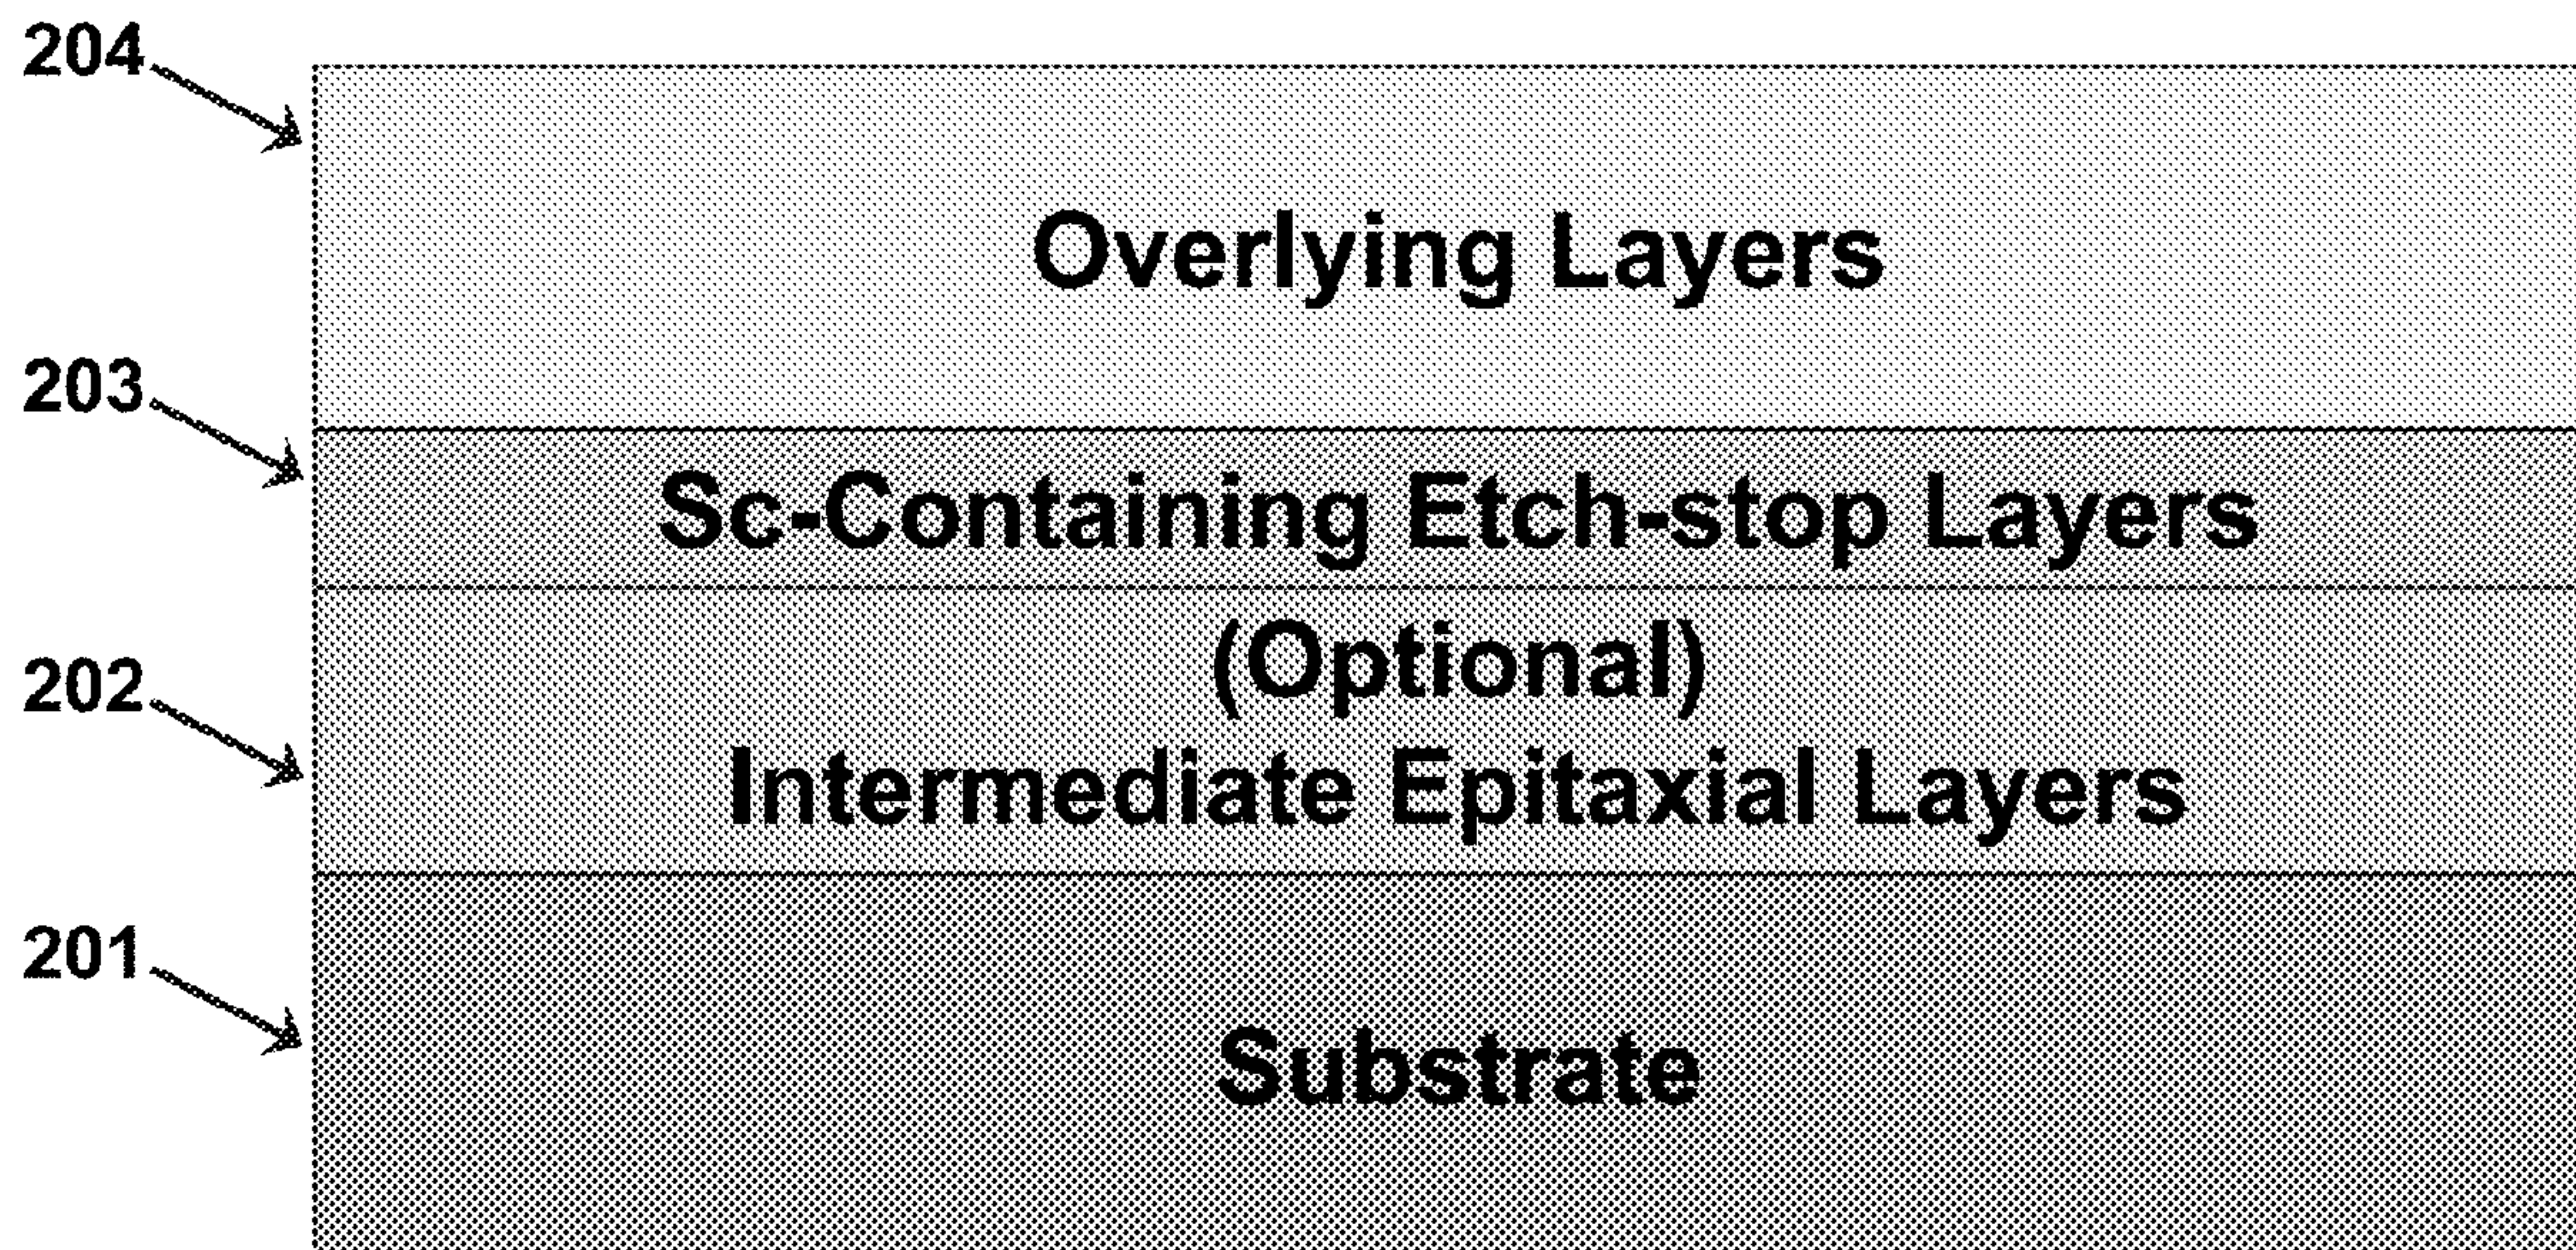 204
Overlying Layers
203
Sc-Containing Etch-stop Layers
(Optional)
202
Intermediate Epitaxial Layers
201
Substrate